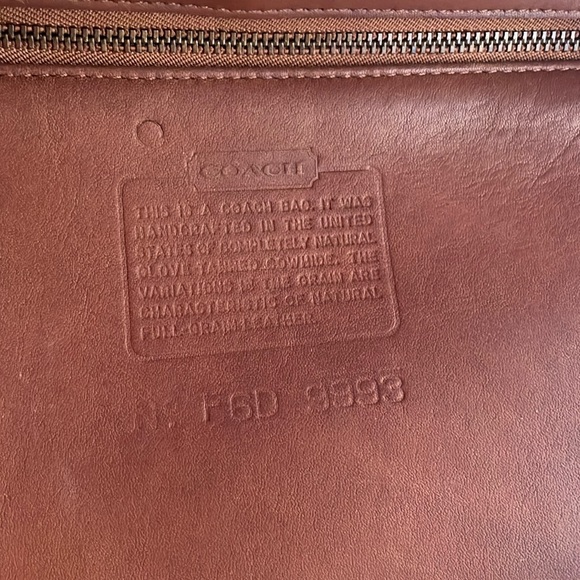 COACH
THIS IS A COACH BAG. IT WAS
HANDCRAFTED IN THE UNITED
STATES OF COMPLETELY NATURAL
GLOVE TANNED COWHIDE. THE
VARIATIONS IN THE GRAIN ARE
CHARACTERISTIC OF NATURAL
FULL-GRAIN LEATHER.
No F6D 9993